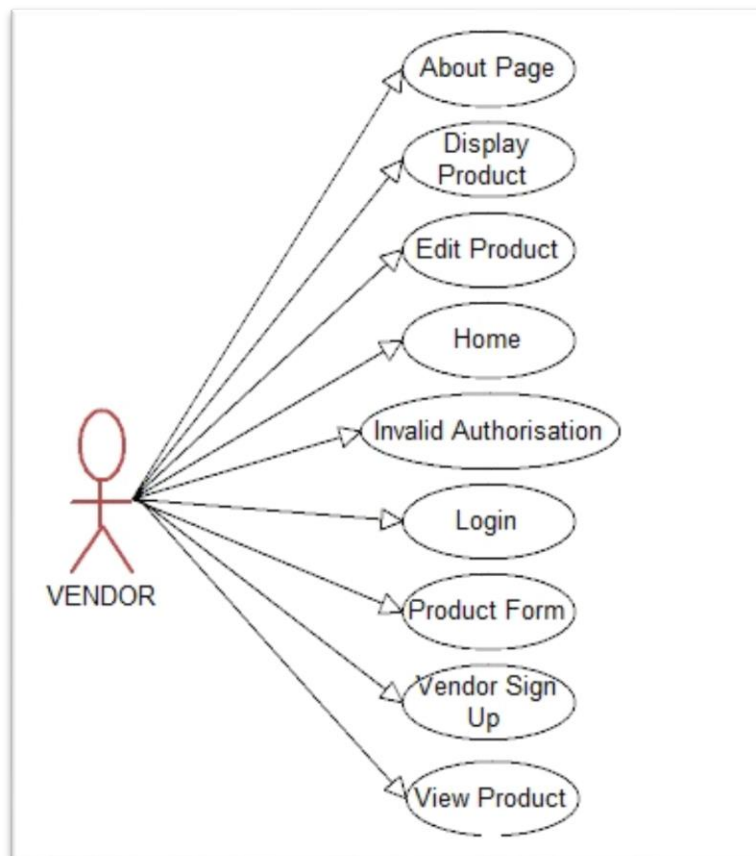 About Page
Display
Product
Edit Product
Home
Invalid Authorisation
Login
VENDOR
Product Form
Vendor Sign
Up
View Product